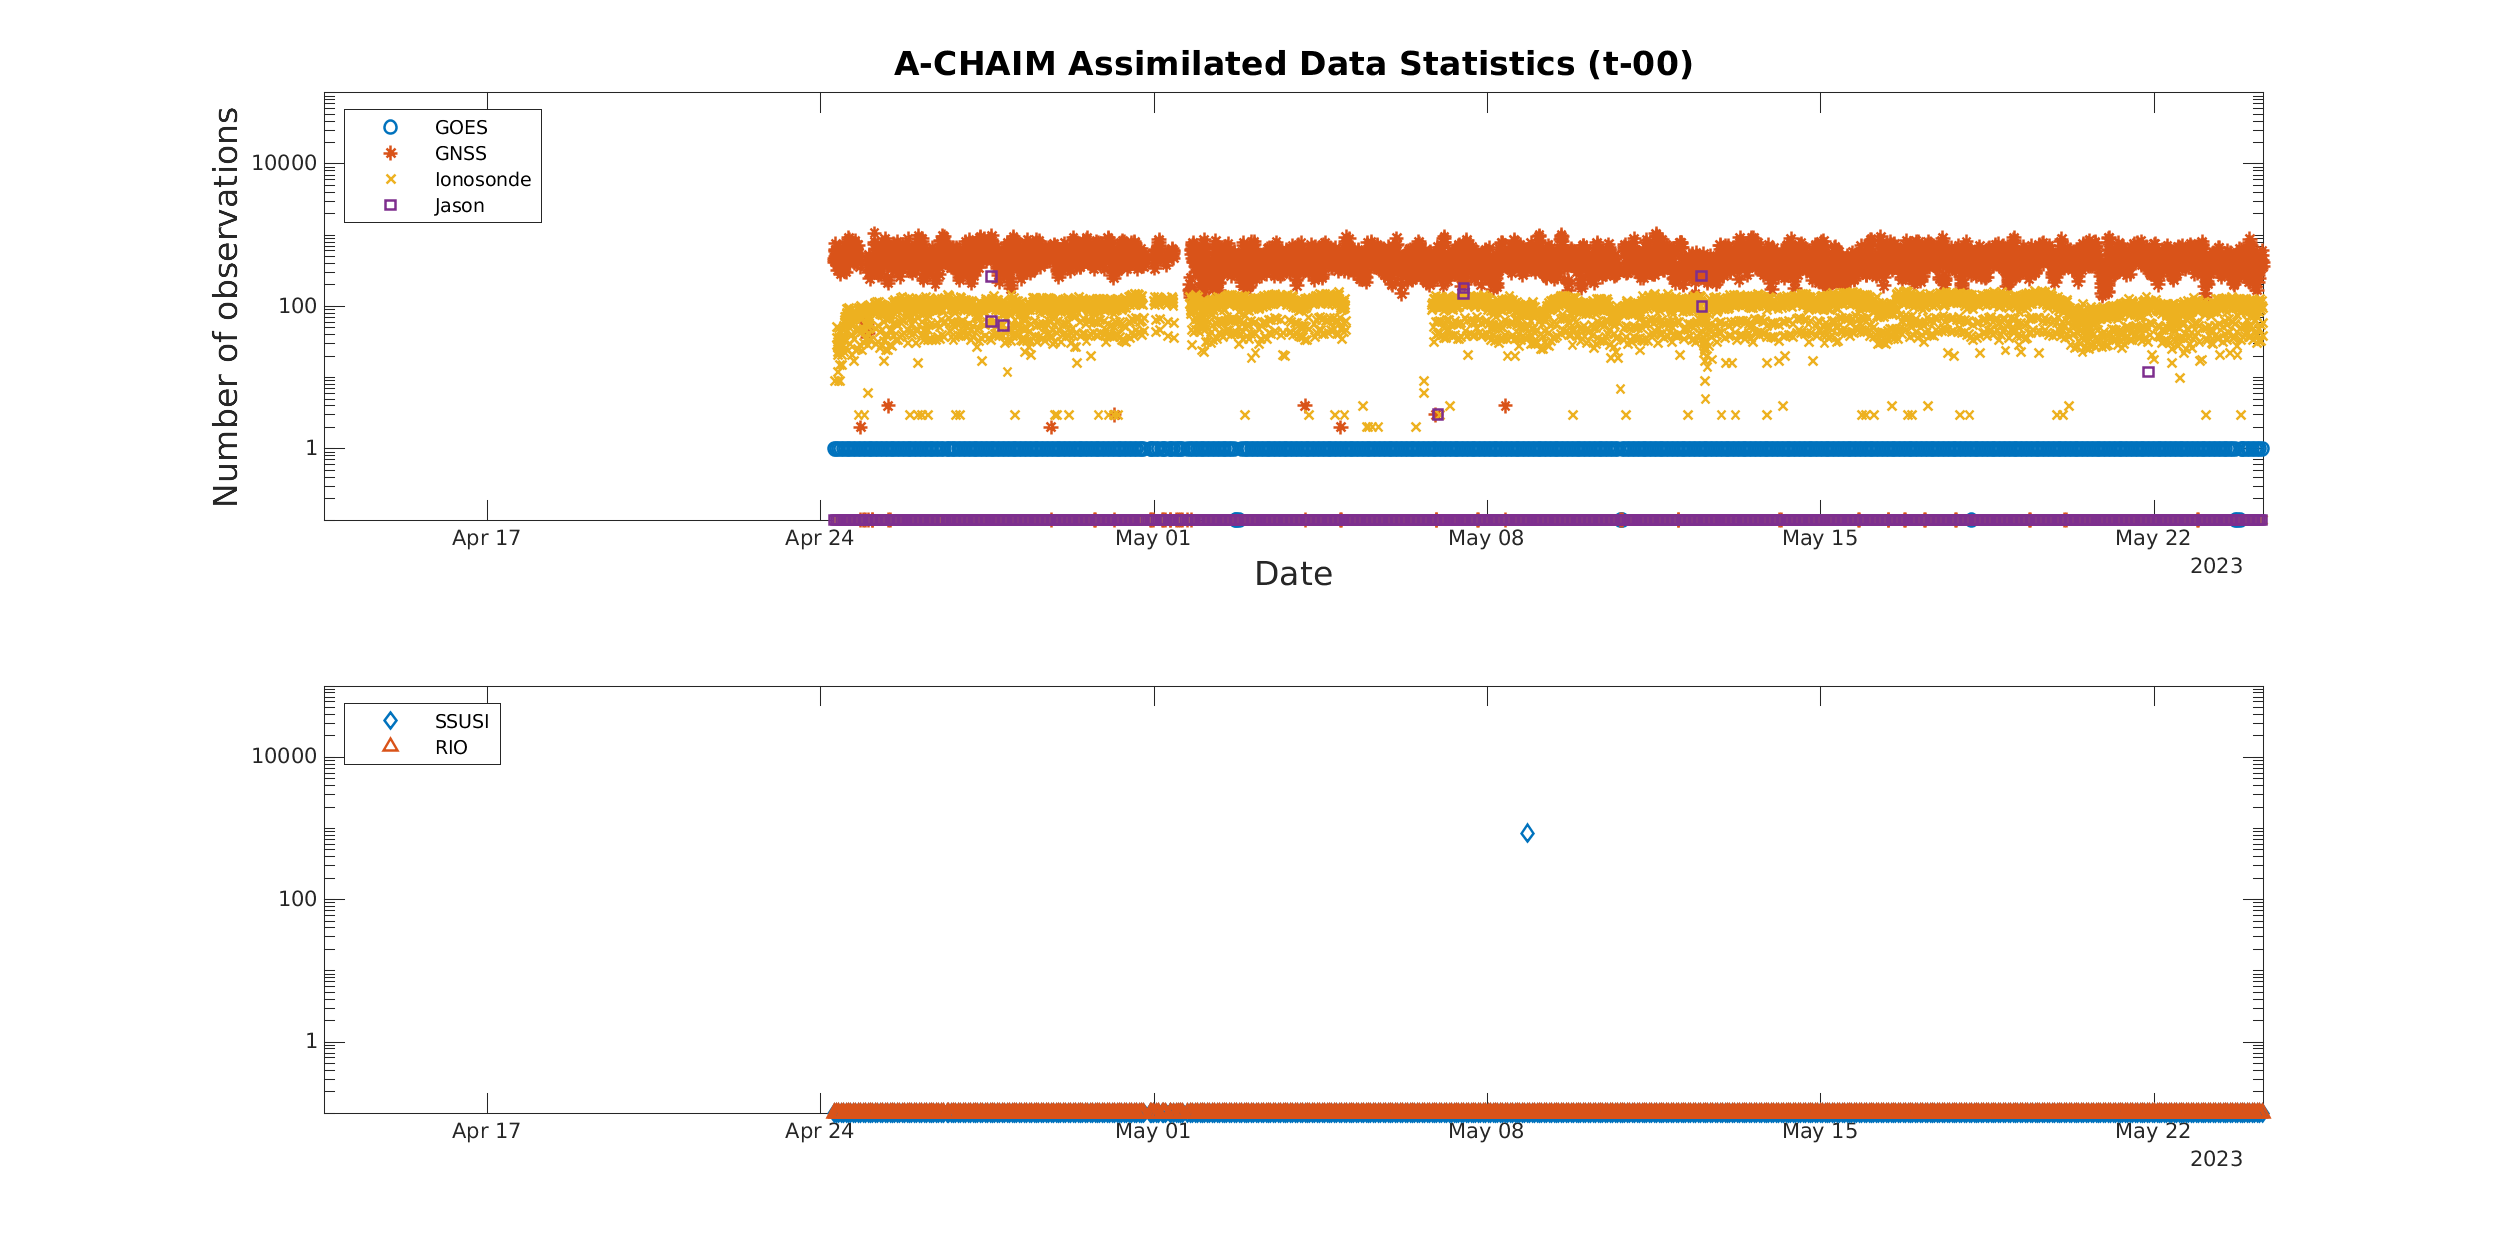 A-CHAIM Assimilated Data Statistics (t-00)
Number of observations
10000
100
1
GOES
GNSS
Ionosonde
Jason
Apr 17
Apr 24
May 01
May 08
May 15
May 22
2023
Date
10000
100
1
SSUSI
RIO
Apr 17
Apr 24
May 01
May 08
May 15
May 22
2023